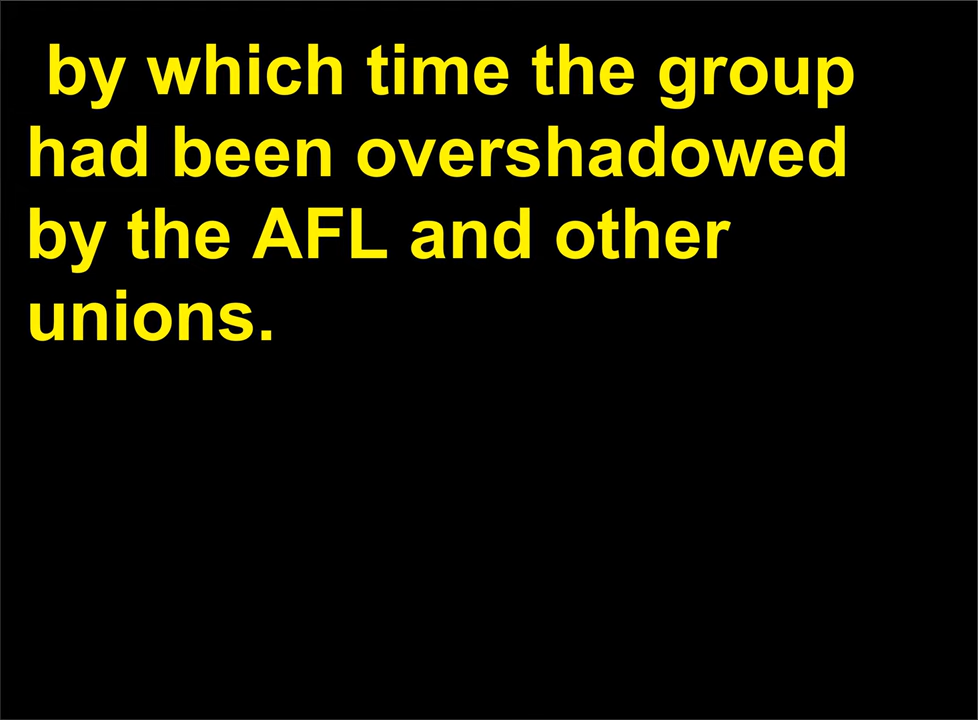 by which time the group
had been overshadowed
by the AFL and other
unions.